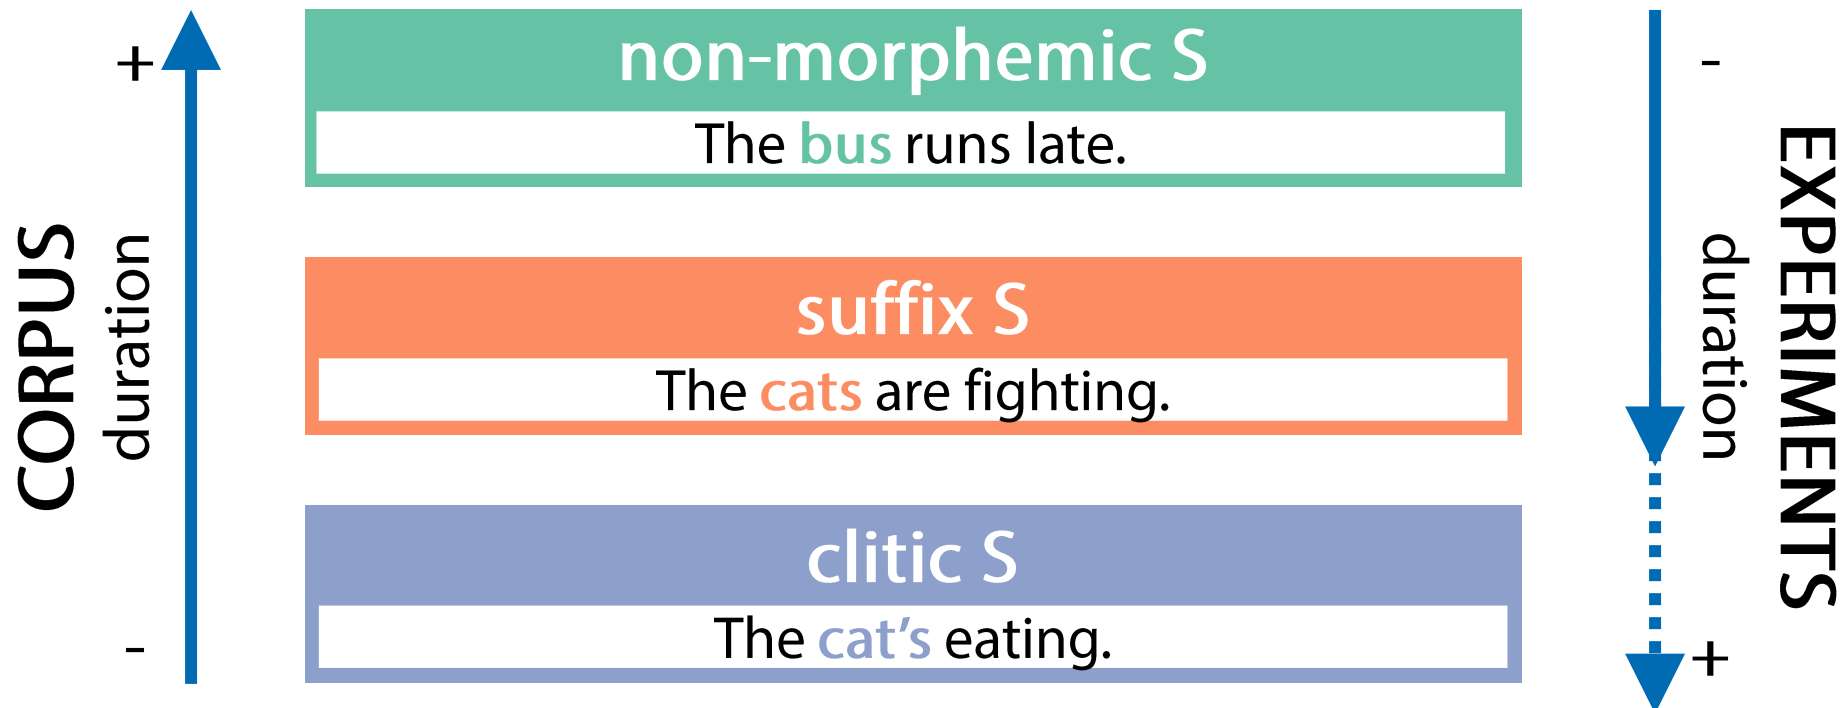 CORPUS
duration
+
-
non-morphemic S
The bus runs late.
suffix S
The cats are fighting.
clitic S
The cat’s eating.
-
duration
+
EXPERIMENTS